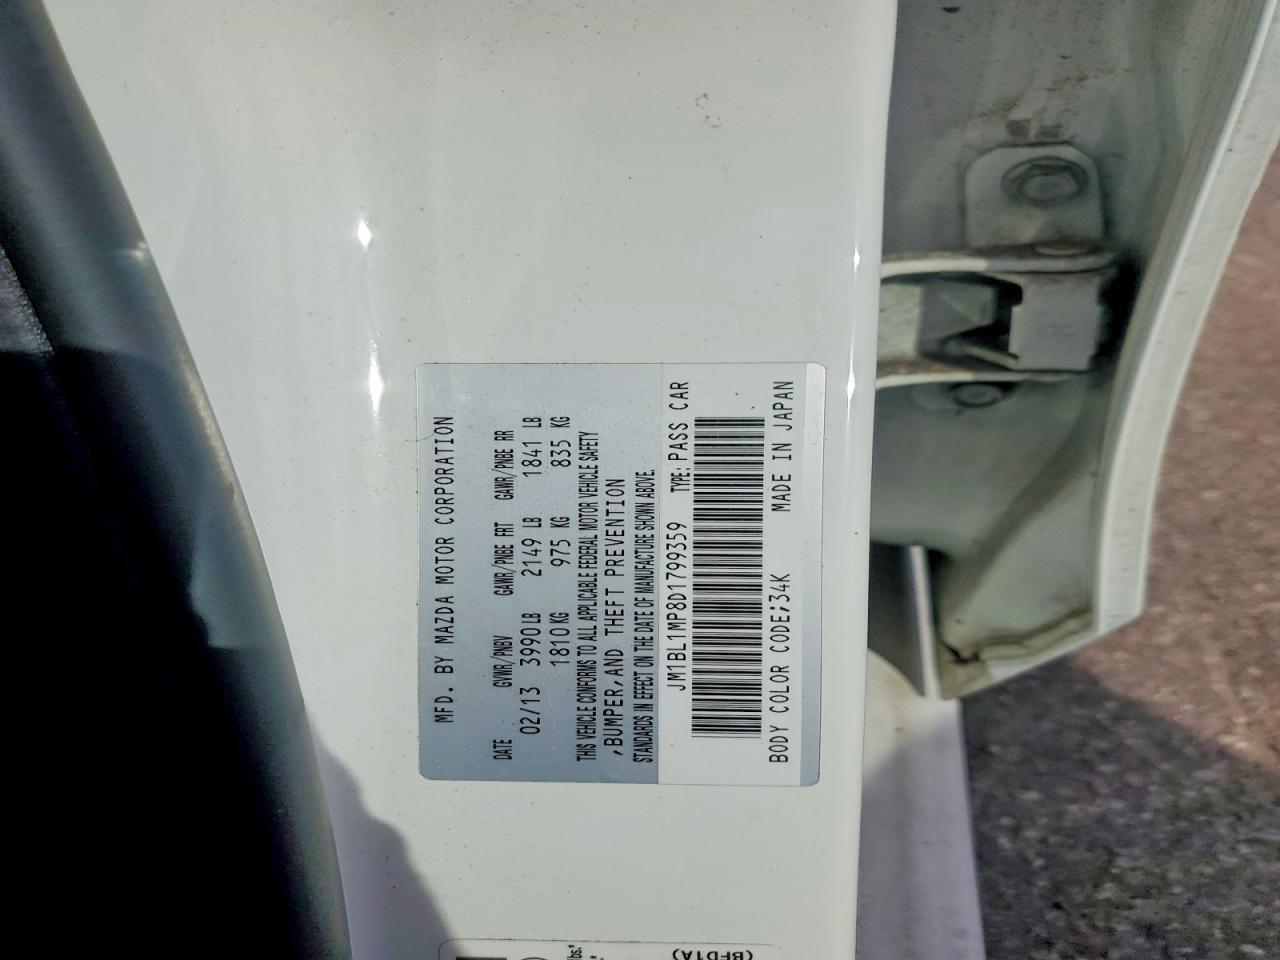 MFD. BY MAZDA MOTOR CORPORATION
DATE GVWR/PNBV GAWR/PNBE FRT GAWR/PNBE RR
02/13 3990LB 2149 LB 1841 LB
1810KG 975 KG 835 KG
THIS VEHICLE CONFORMS TO ALL APPLICABLE FEDERAL MOTOR VEHICLE SAFETY
,BUMPER,AND THEFT PREVENTION
STANDARDS IN EFFECT ON THE DATE OF MANUFACTURE SHOWN ABOVE.
JM1BL1MP8D1799359 TYPE: PASS CAR
BODY COLOR CODE;34K MADE IN JAPAN
R
(BFD1A)